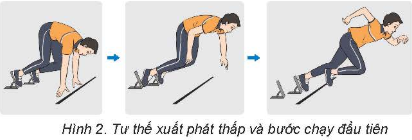 Hình 2. Tư thế xuất phát thấp và bước chạy đầu tiên